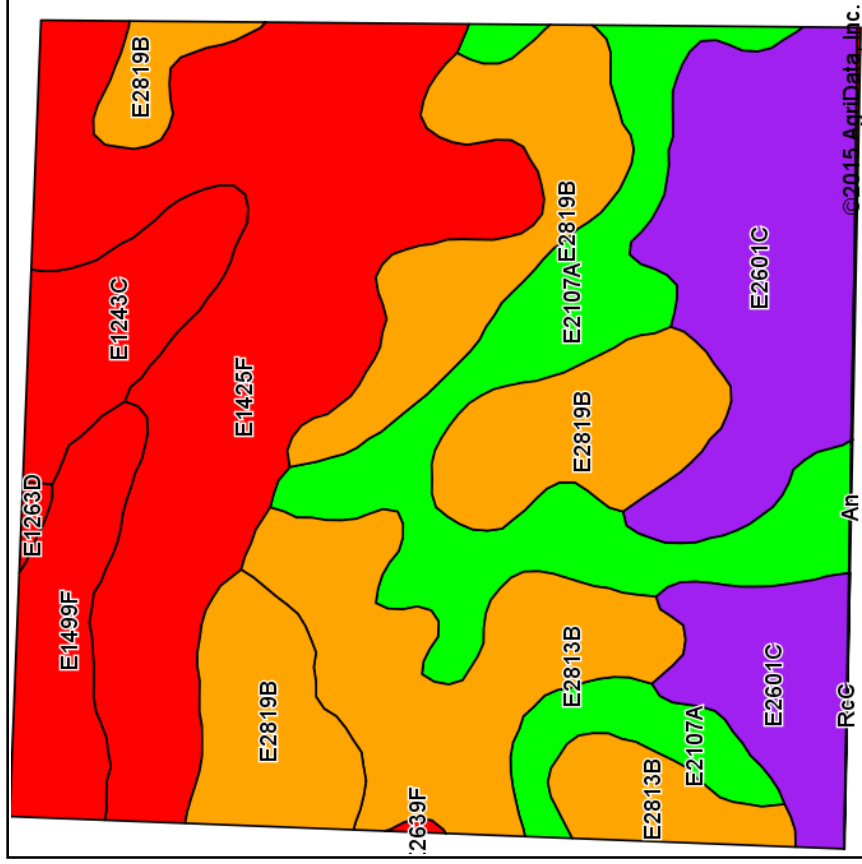 E1263D
E1499F
E1243C
E2819B
E1425F
E2819B
2639F
E2819B
E2107A
E2813B
E2819B
E2813B
E2107A
E2601C
E2601C
RcC
An
©2015 AgriData, Inc.